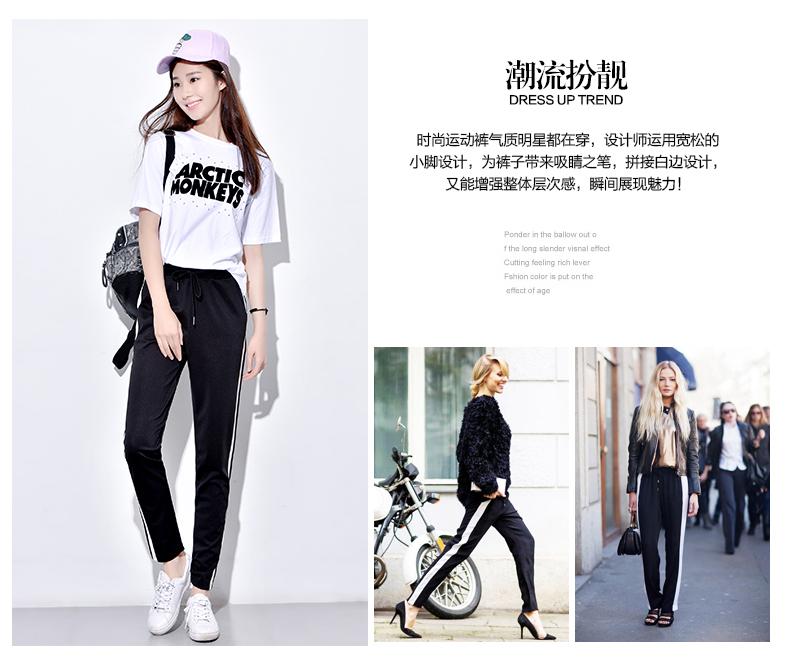 ARCTIC
MONKEYS
潮流扮靓
DRESS UP TREND
时尚运动裤气质明星都在穿，设计师运用宽松的
小脚设计，为裤子带来吸睛之笔，拼接白边设计，
又能增强整体层次感，瞬间展现魅力！
Ponder in the ballow out o
f the long slender visnal effect
Cutting feeling rich lever
Fshion color is put on the
effect of age